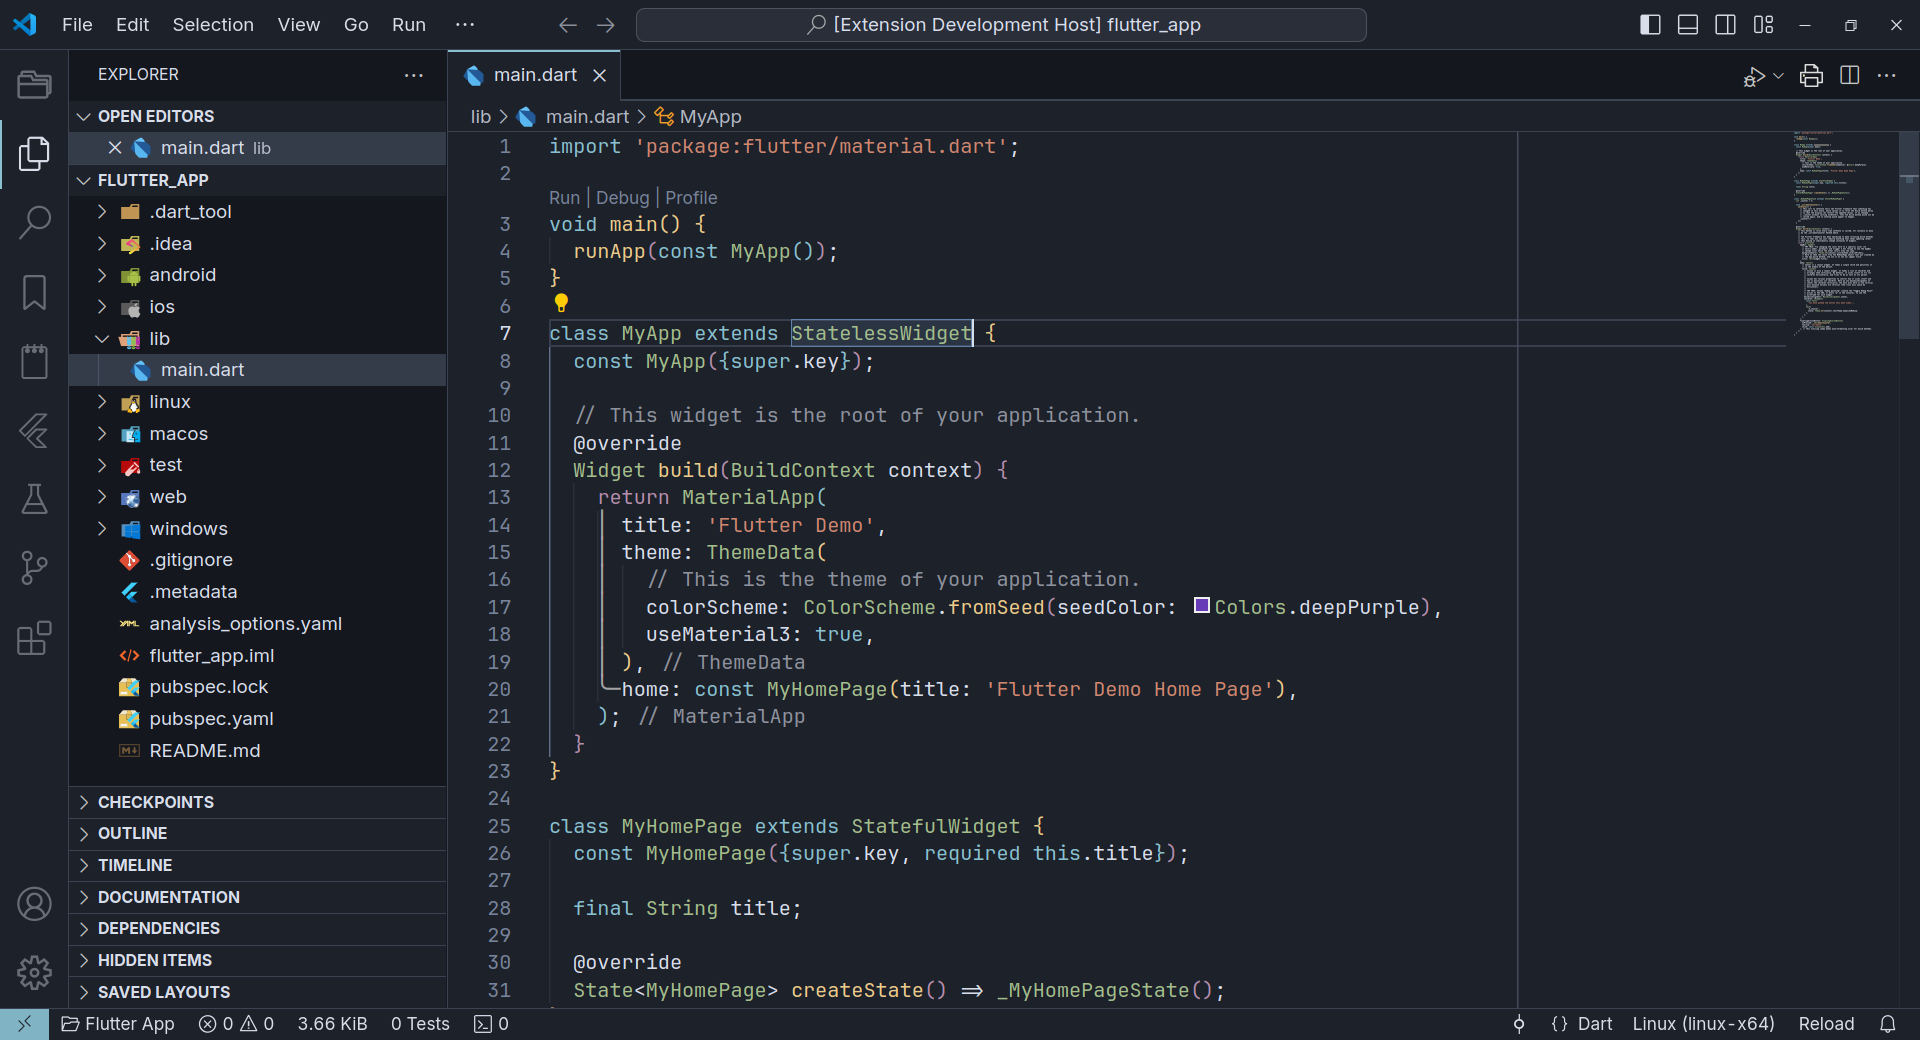 File Edit Selection View Go Run ··· [Extension Development Host] flutter_app
EXPLORER
OPEN EDITORS
main.dart lib
FLUTTER_APP
.dart_tool
.idea
android
ios
lib
main.dart
linux
macos
test
web
windows
.gitignore
.metadata
analysis_options.yaml
flutter_app.iml
pubspec.lock
pubspec.yaml
README.md
CHECKPOINTS
OUTLINE
TIMELINE
DOCUMENTATION
DEPENDENCIES
HIDDEN ITEMS
SAVED LAYOUTS
main.dart
lib > main.dart > MyApp
1 import 'package:flutter/material.dart';
2
Run | Debug | Profile
3 void main() {
4 runApp(const MyApp());
5 }
6
7 class MyApp extends StatelessWidget {
8 const MyApp({super.key});
9
10 // This widget is the root of your application.
11 @override
12 Widget build(BuildContext context) {
13 return MaterialApp(
14 title: 'Flutter Demo',
15 theme: ThemeData(
16 // This is the theme of your application.
17 colorScheme: ColorScheme.fromSeed(seedColor: Colors.deepPurple),
18 useMaterial3: true,
19 ), // ThemeData
20 home: const MyHomePage(title: 'Flutter Demo Home Page'),
21 ); // MaterialApp
22 }
23 }
24
25 class MyHomePage extends StatefulWidget {
26 const MyHomePage({super.key, required this.title});
27
28 final String title;
29
30 @override
31 State<MyHomePage> createState() => _MyHomePageState();
Flutter App 0 0 3.66 KiB 0 Tests 0 {} Dart Linux (linux-x64) Reload